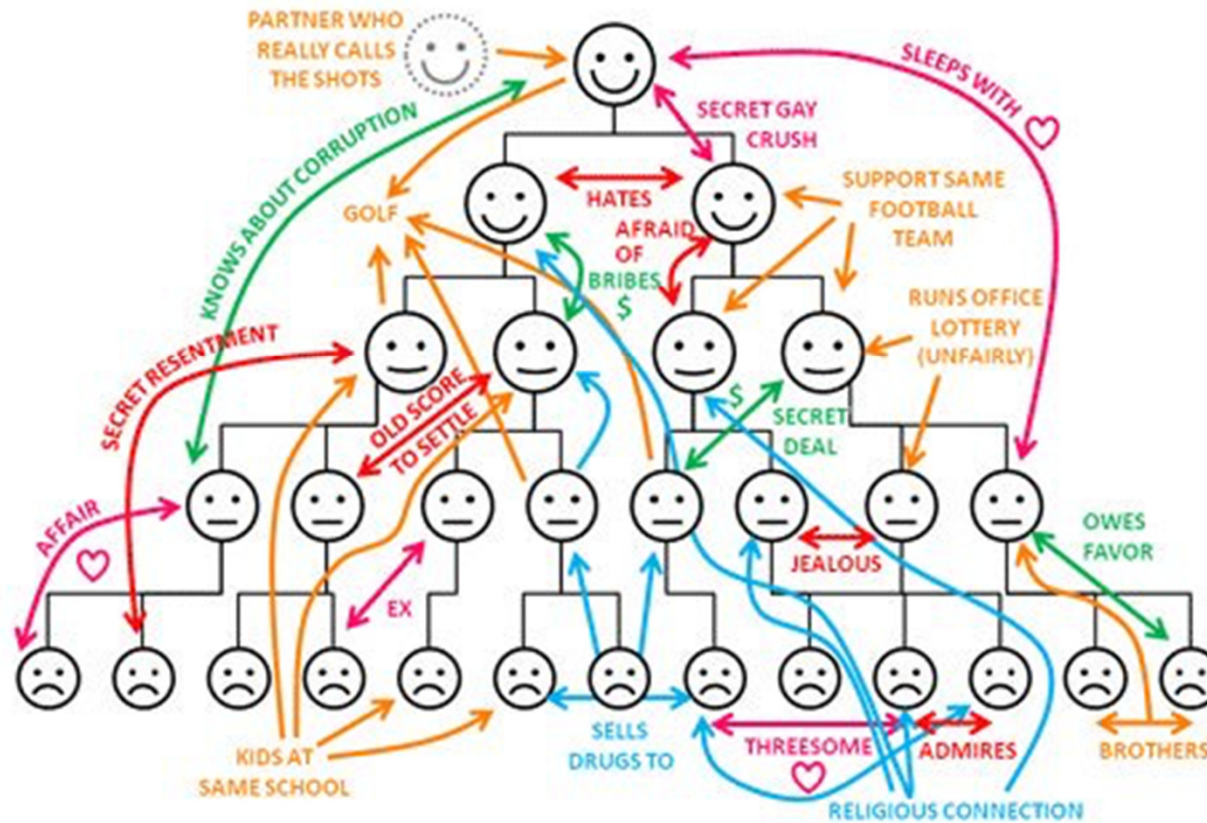 PARTNER WHO
REALLY CALLS
THE SHOTS
SLEEPS WITH
SECRET GAY
CRUSH
KNOWS ABOUT CORRUPTION
HATES
GOLF
SUPPORT SAME
FOOTBALL
TEAM
AFRAID
OF
BRIBES
$
RUNS OFFICE
LOTTERY
(UNFAIRLY)
SECRET RESENTMENT
OLD SCORE
TO SETTLE
$
SECRET
DEAL
AFFAIR
JEALOUS
OWES
FAVOR
EX
SELLS
DRUGS TO
THREESOME
ADMIRES
BROTHERS
KIDS AT
SAME SCHOOL
RELIGIOUS CONNECTION